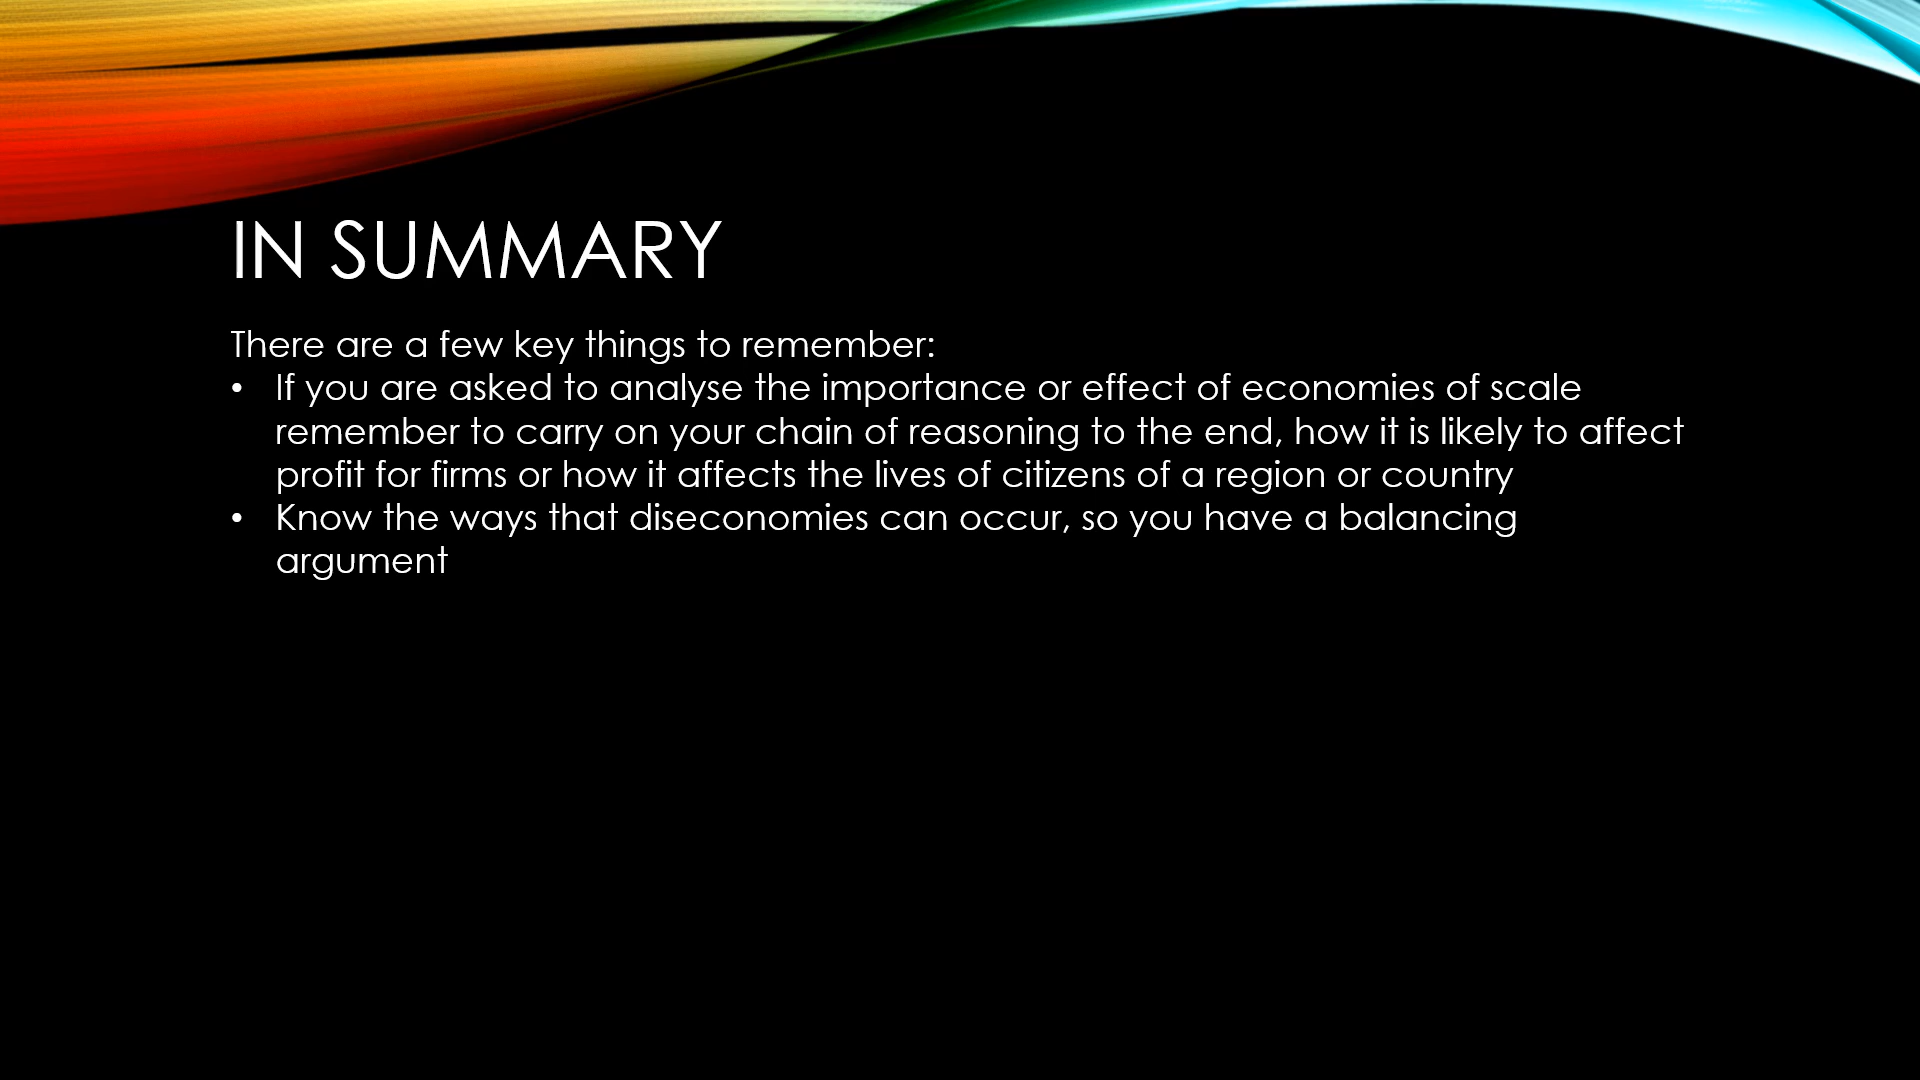 IN SUMMARY
There are a few key things to remember:
• If you are asked to analyse the importance or effect of economies of scale
remember to carry on your chain of reasoning to the end, how it is likely to affect
profit for firms or how it affects the lives of citizens of a region or country
• Know the ways that diseconomies can occur, so you have a balancing
argument